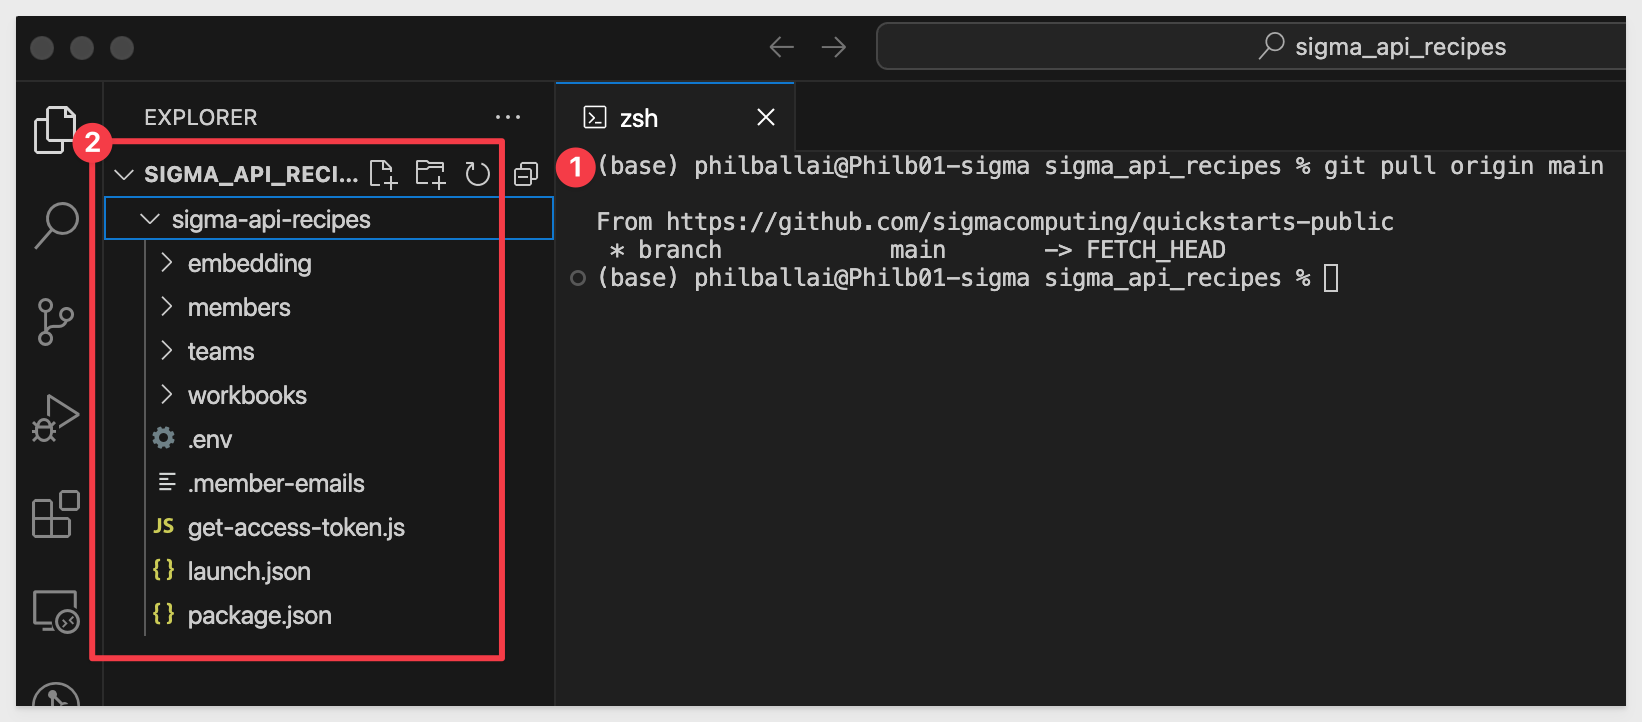 sigma_api_recipes
EXPLORER
zsh
2
SIGMA_API_RECI...
sigma-api-recipes
embedding
members
teams
workbooks
.env
.member-emails
JS get-access-token.js
{} launch.json
{} package.json
1
(base) philballai@Philb01-sigma sigma_api_recipes % git pull origin main
From https://github.com/sigmacomputing/quickstarts-public
* branch main -> FETCH_HEAD
(base) philballai@Philb01-sigma sigma_api_recipes %